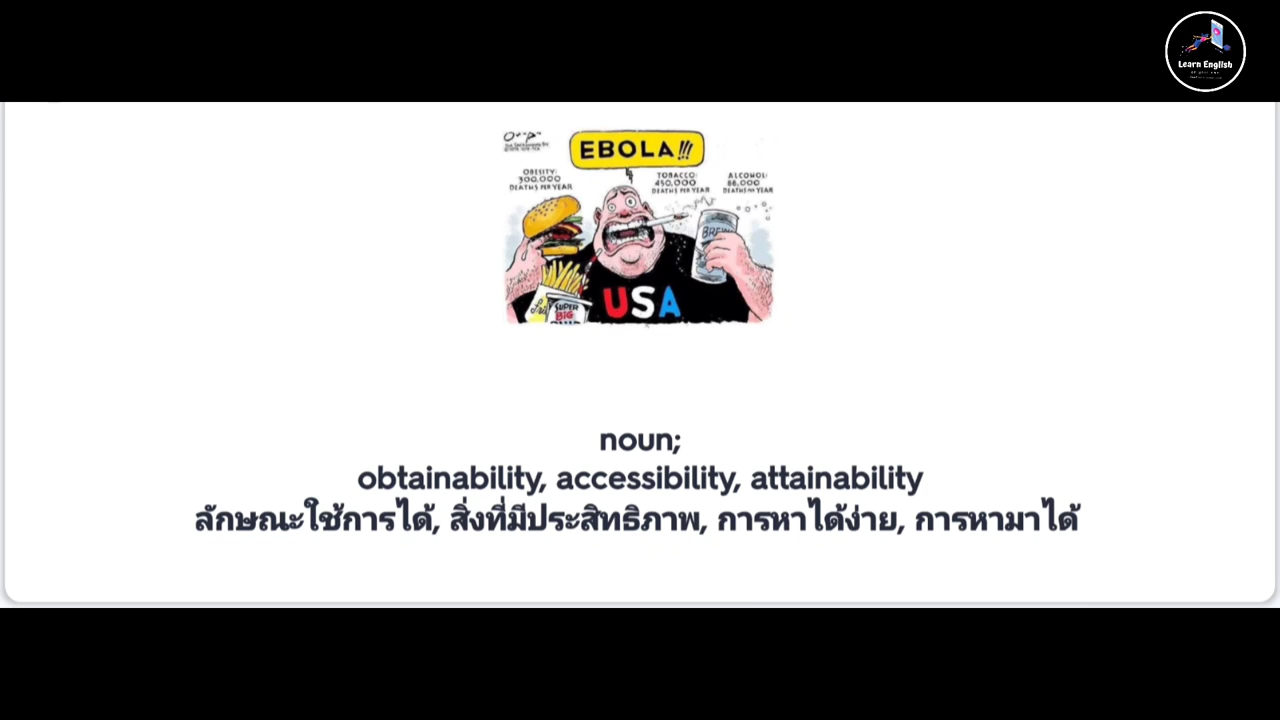 Learn English
EBOLA!!!
OBESITY:
300,000
DEATHS PER YEAR
TOBACCO:
450,000
DEATHS PER YEAR
ALCOHOL:
88,000
DEATHS PER YEAR
BREW
USA
SUPER
BIG
noun;
obtainability, accessibility, attainability
ลักษณะใช้การได้, สิ่งที่มีประสิทธิภาพ, การหาได้ง่าย, การหามาได้